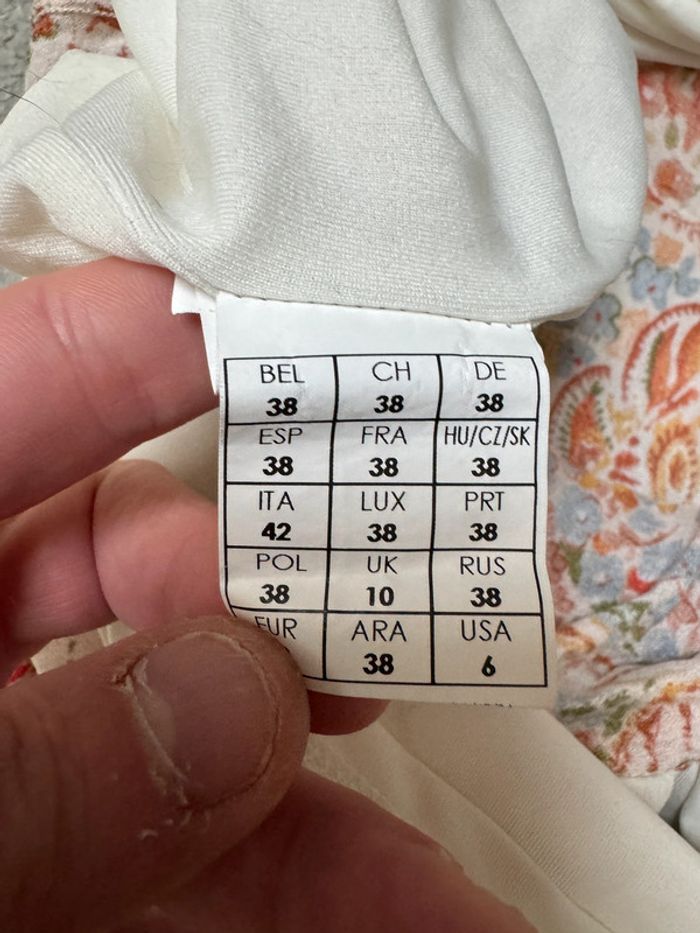 BEL CH DE
38 38 38
ESP FRA HU/CZ/SK
38 38 38
ITA LUX PRT
42 38 38
POL UK RUS
38 10 38
EUR ARA USA
38 6